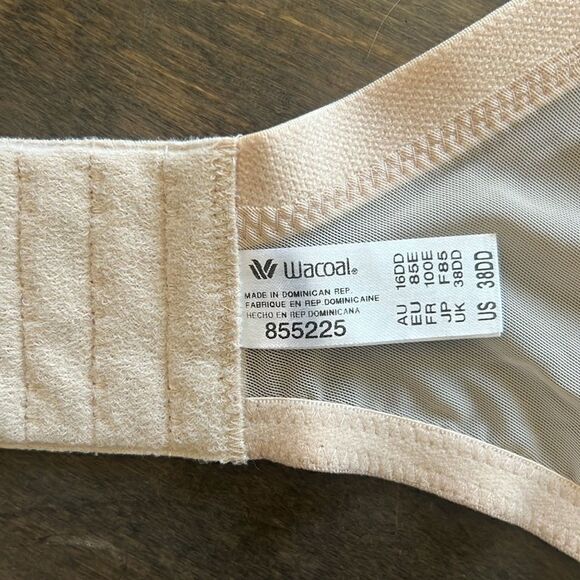 Wacoal®
MADE IN DOMINICAN REP.
FABRIQUE EN REP. DOMINICAINE
HECHO EN REP. DOMINICANA
855225
AU 16DD
EU 85E
FR 100E
JP F85
UK 38DD
US 38DD